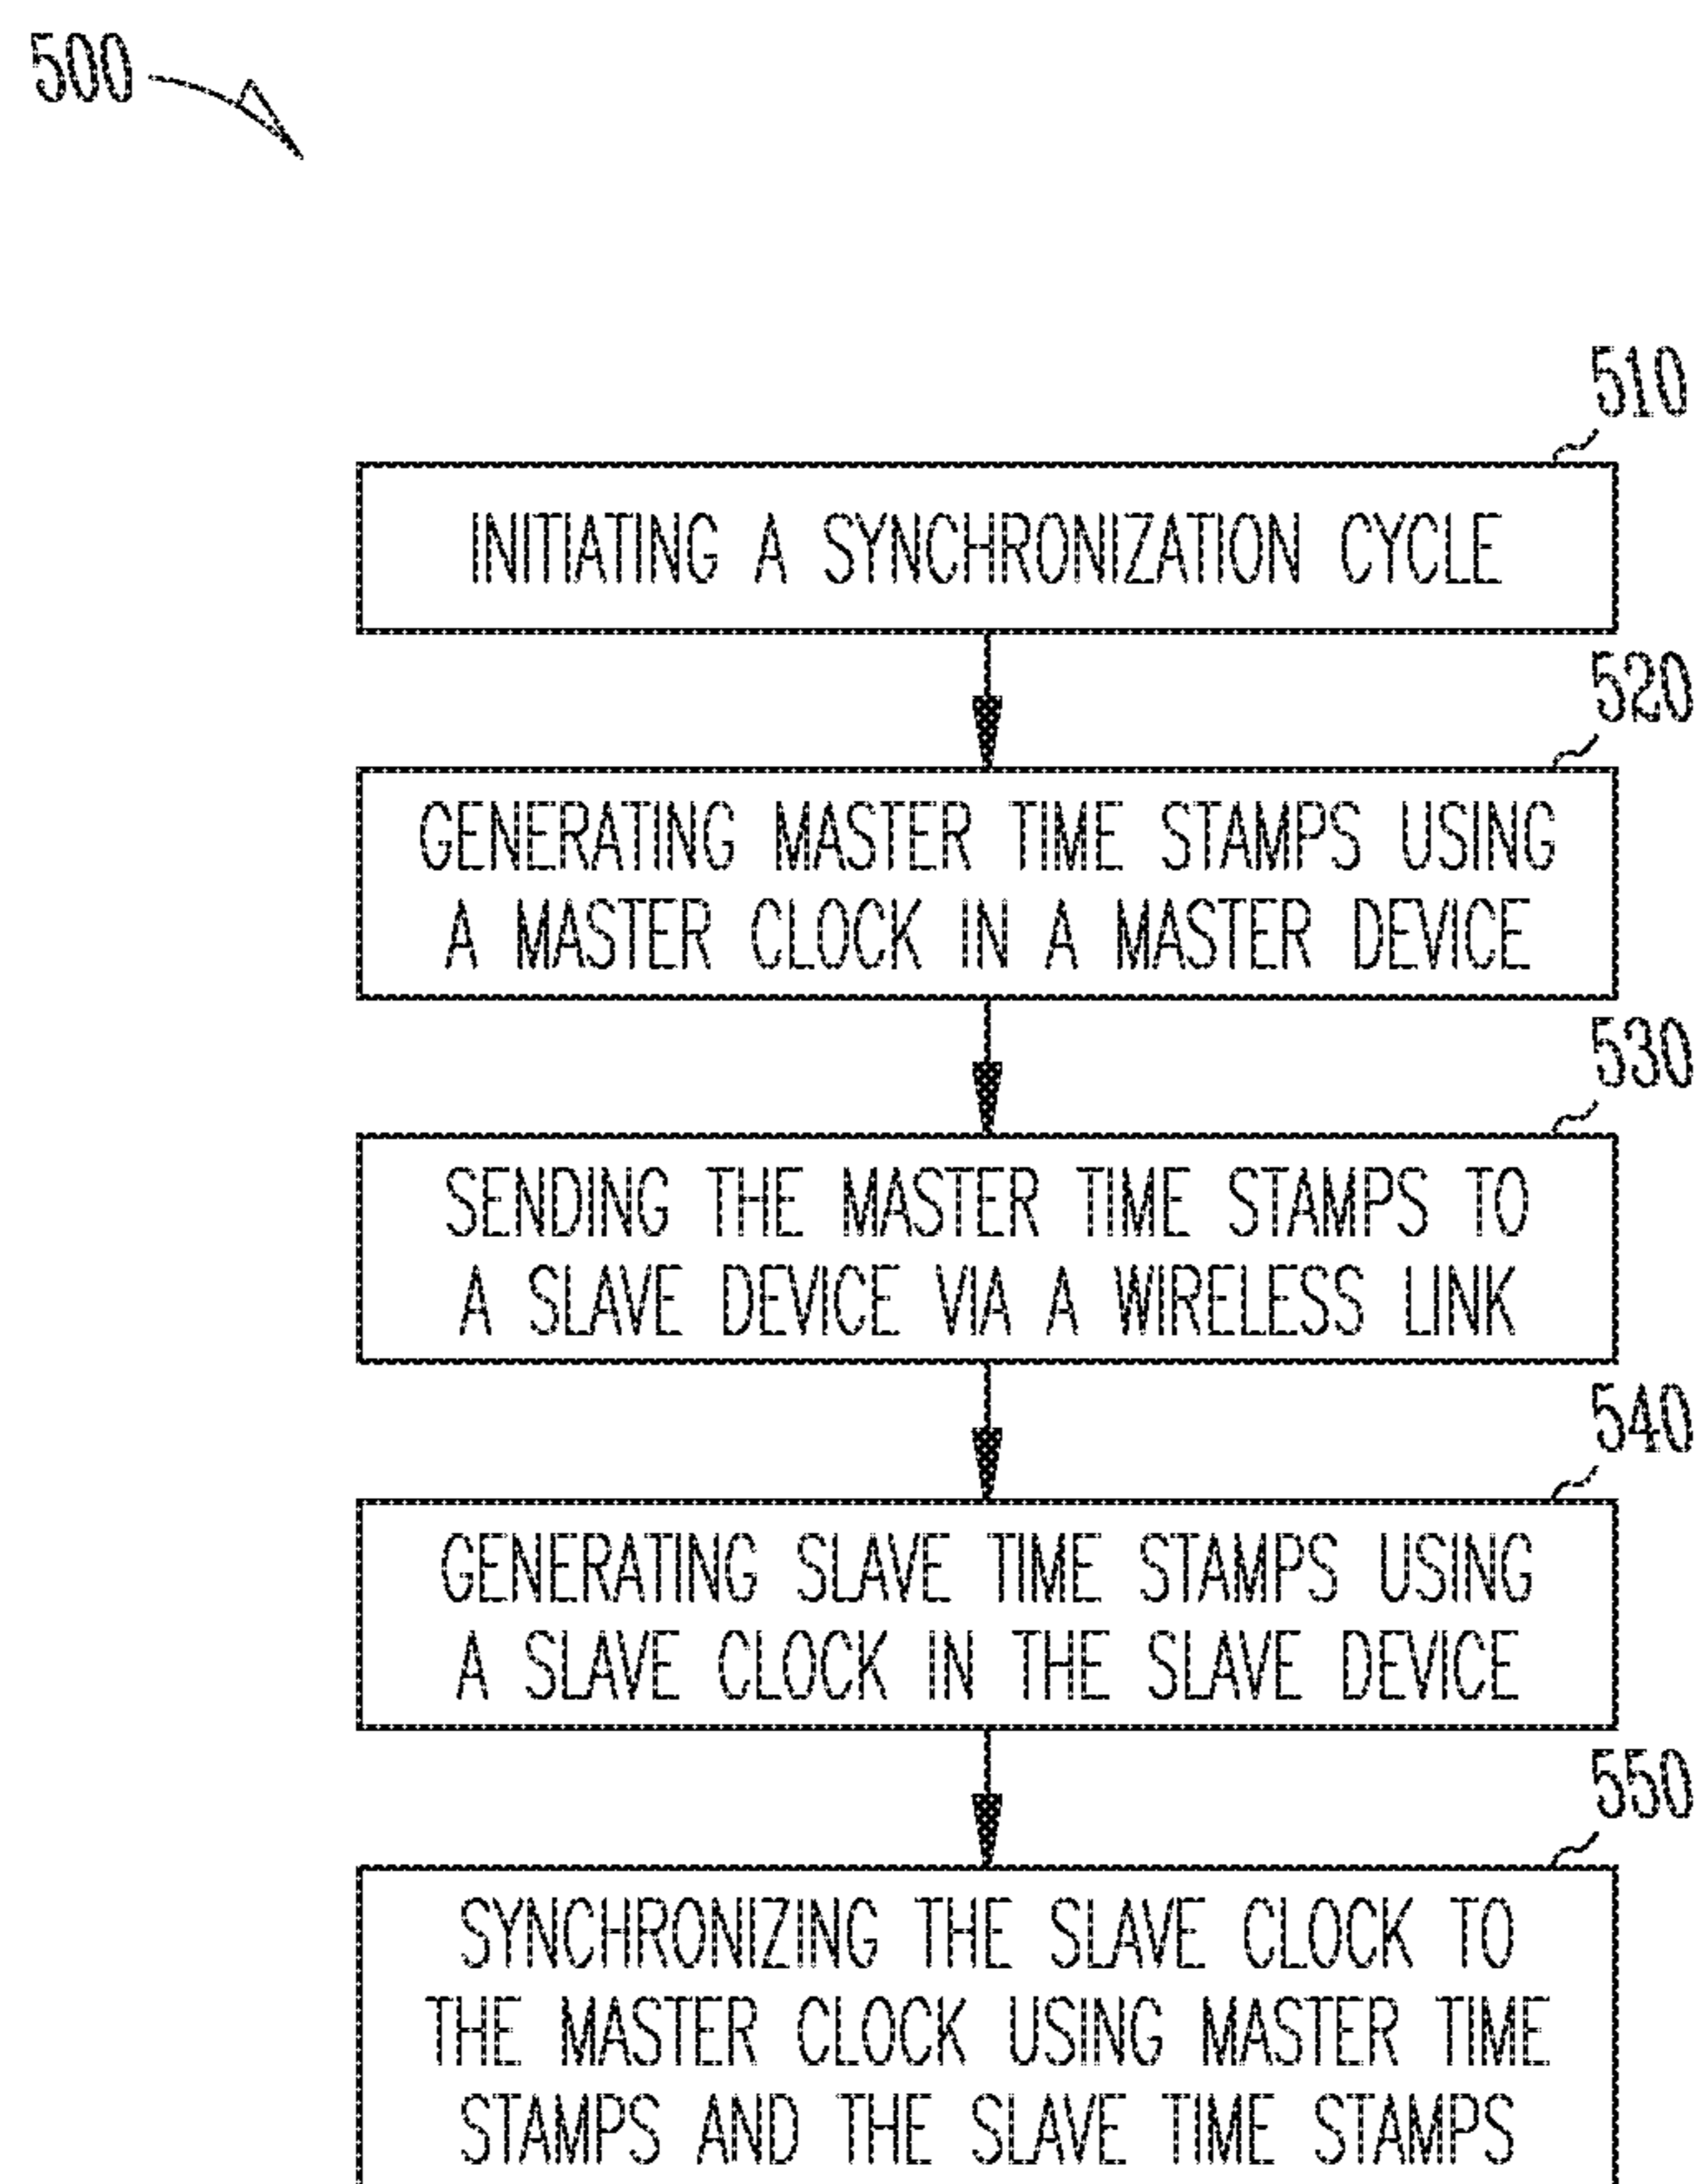 500
510
INITIATING A SYNCHRONIZATION CYCLE
520
GENERATING MASTER TIME STAMPS USING
A MASTER CLOCK IN A MASTER DEVICE
530
SENDING THE MASTER TIME STAMPS TO
A SLAVE DEVICE VIA A WIRELESS LINK
540
GENERATING SLAVE TIME STAMPS USING
A SLAVE CLOCK IN THE SLAVE DEVICE
550
SYNCHRONIZING THE SLAVE CLOCK TO
THE MASTER CLOCK USING MASTER TIME
STAMPS AND THE SLAVE TIME STAMPS